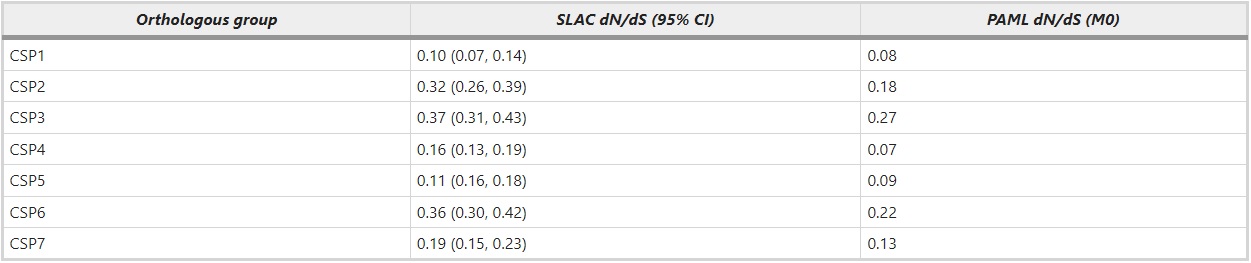 Orthologous group SLAC dN/dS (95% CI) PAML dN/dS (M0)
CSP1 0.10 (0.07, 0.14) 0.08
CSP2 0.32 (0.26, 0.39) 0.18
CSP3 0.37 (0.31, 0.43) 0.27
CSP4 0.16 (0.13, 0.19) 0.07
CSP5 0.11 (0.16, 0.18) 0.09
CSP6 0.36 (0.30, 0.42) 0.22
CSP7 0.19 (0.15, 0.23) 0.13